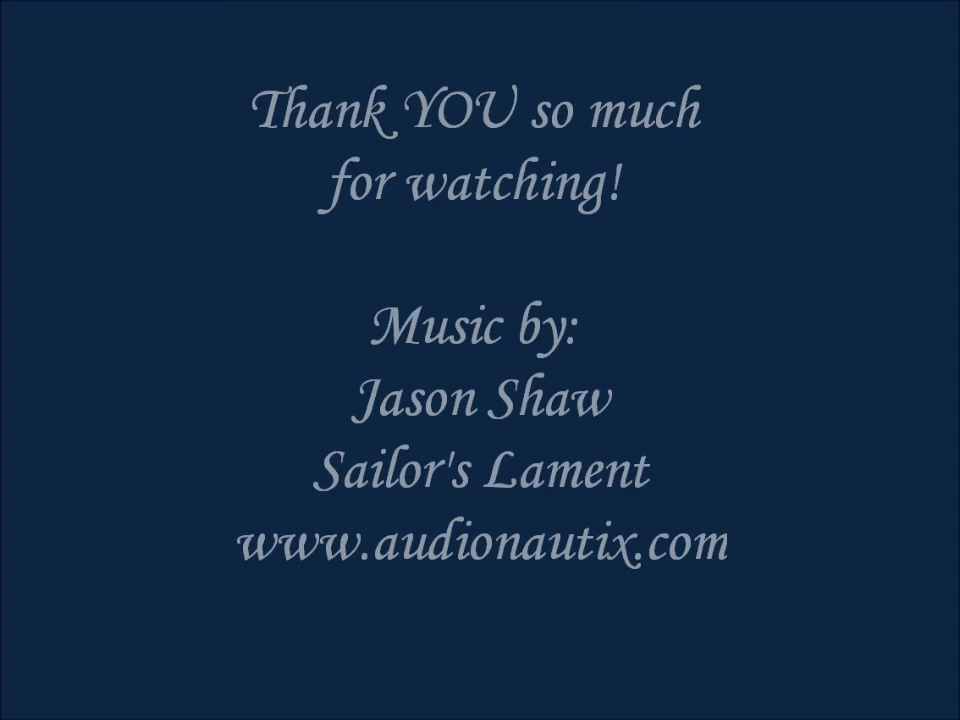 Thank YOU so much
for watching!
Music by:
Jason Shaw
Sailor's Lament
www.audionautix.com